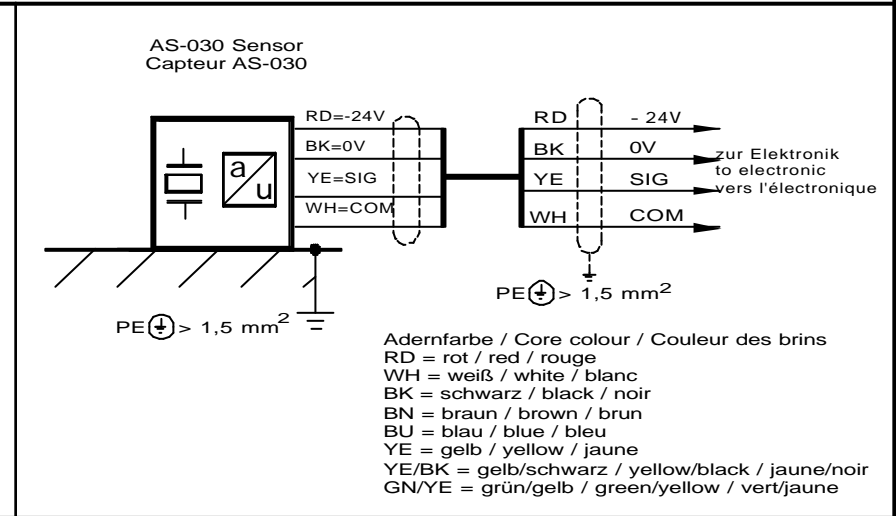 AS-030 Sensor
Capteur AS-030
RD=-24V
BK=0V
YE=SIG
WH=COM
a
u
RD - 24V
BK 0V
YE SIG
WH COM
zur Elektronik
to electronic
vers l'électronique
PE > 1,5 mm²
PE > 1,5 mm²
Adernfarbe / Core colour / Couleur des brins
RD = rot / red / rouge
WH = weiß / white / blanc
BK = schwarz / black / noir
BN = braun / brown / brun
BU = blau / blue / bleu
YE = gelb / yellow / jaune
YE/BK = gelb/schwarz / yellow/black / jaune/noir
GN/YE = grün/gelb / green/yellow / vert/jaune